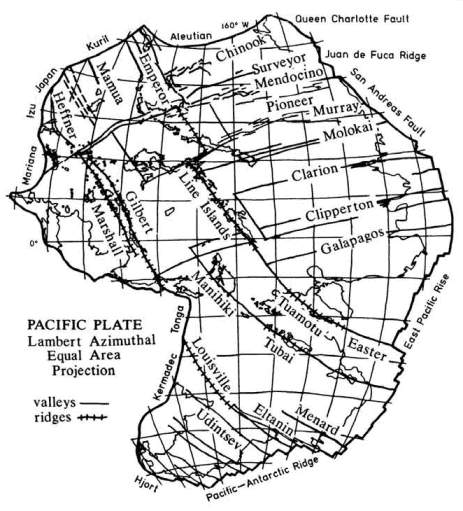 160° W
Queen Charlotte Fault
Aleutian
Kuril
Chinook
Juan de Fuca Ridge
Surveyor
Mendocino
San Andreas Fault
Emperor
Mamua
Japan
Heffner
Izu
Pioneer
Murray
Molokai
Mariana
Clarion
Line Islands
Gilbert
Marshall
Clipperton
Galapagos
0°
Manihiki
East Pacific Rise
Tuamotu
Tubai
Easter
PACIFIC PLATE
Lambert Azimuthal
Equal Area
Projection
Tonga
Kermadec
Louisville
valleys
ridges
Udintsev
Eltanin
Menard
Hjort
Pacific-Antarctic Ridge